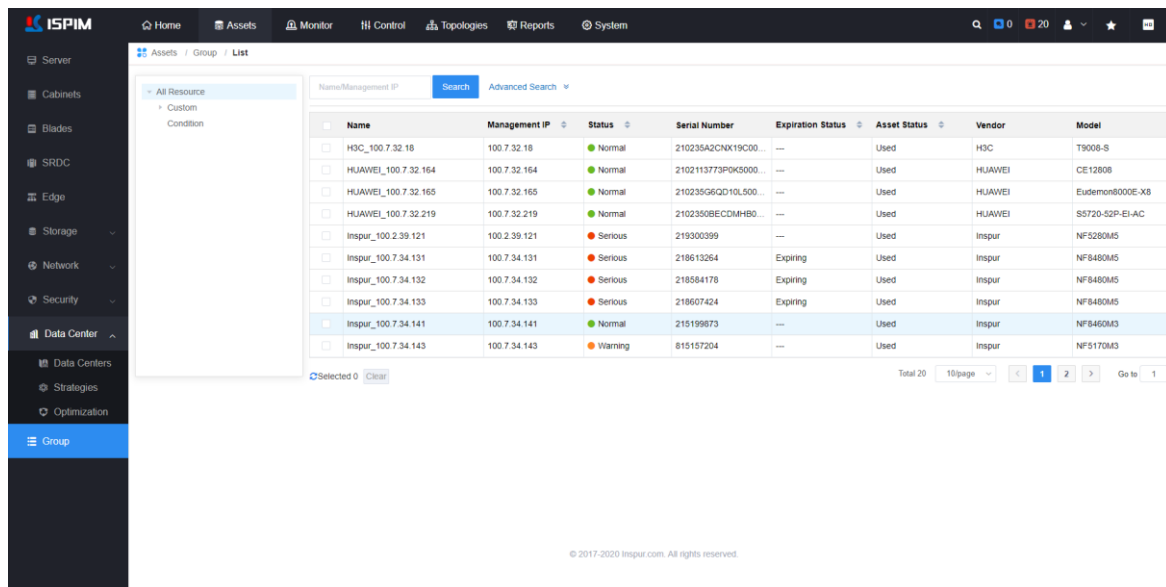 ISPIM Home Assets Monitor Control Topologies Reports System 0 20
Assets / Group / List
Server
Cabinets
Blades
SRDC
Edge
Storage
Network
Security
Data Center
Data Centers
Strategies
Optimization
Group
All Resource
Custom
Condition
Name/Management IP Search Advanced Search
Name Management IP Status Serial Number Expiration Status Asset Status Vendor Model
H3C_100.7.32.18 100.7.32.18 Normal 210235A2CNX19C00... — Used H3C T9008-S
HUAWEI_100.7.32.164 100.7.32.164 Normal 2102113773P0K5000... — Used HUAWEI CE12808
HUAWEI_100.7.32.165 100.7.32.165 Normal 210235G6QD10L500... — Used HUAWEI Eudemon8000E-X8
HUAWEI_100.7.32.219 100.7.32.219 Normal 2102350BECDMHB0... — Used HUAWEI S5720-52P-EI-AC
Inspur_100.2.39.121 100.2.39.121 Serious 219300399 — Used Inspur NF5280M5
Inspur_100.7.34.131 100.7.34.131 Serious 218613264 Expiring Used Inspur NF8480M5
Inspur_100.7.34.132 100.7.34.132 Serious 218584178 Expiring Used Inspur NF8480M5
Inspur_100.7.34.133 100.7.34.133 Serious 218607424 Expiring Used Inspur NF8480M5
Inspur_100.7.34.141 100.7.34.141 Normal 215199873 — Used Inspur NF8460M3
Inspur_100.7.34.143 100.7.34.143 Warning 815157204 — Used Inspur NF5170M3
Selected 0 Clear Total 20 10/page < 1 2 > Go to 1
© 2017-2020 Inspur.com. All rights reserved.